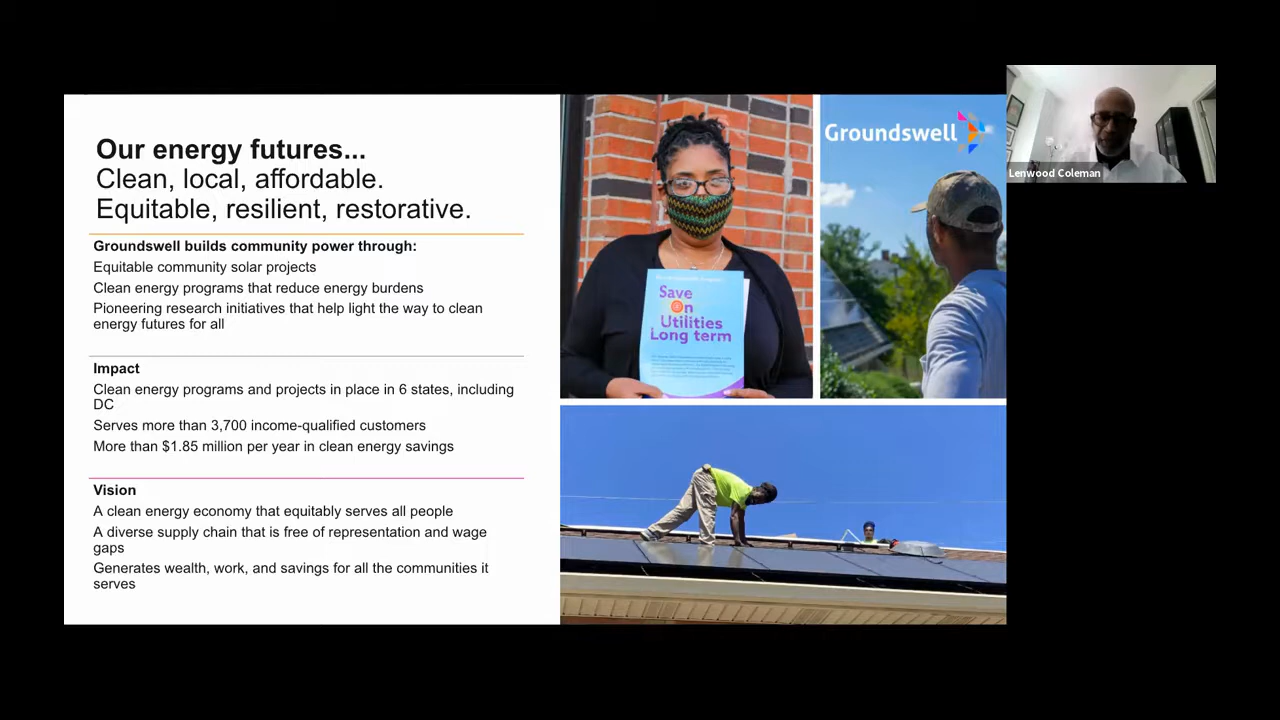 Our energy futures...
Clean, local, affordable.
Equitable, resilient, restorative.
Groundswell builds community power through:
Equitable community solar projects
Clean energy programs that reduce energy burdens
Pioneering research initiatives that help light the way to clean
energy futures for all
Impact
Clean energy programs and projects in place in 6 states, including
DC
Serves more than 3,700 income-qualified customers
More than $1.85 million per year in clean energy savings
Vision
A clean energy economy that equitably serves all people
A diverse supply chain that is free of representation and wage
gaps
Generates wealth, work, and savings for all the communities it
serves
Save
On
Utilities
Long term
Groundswell
Lenwood Coleman